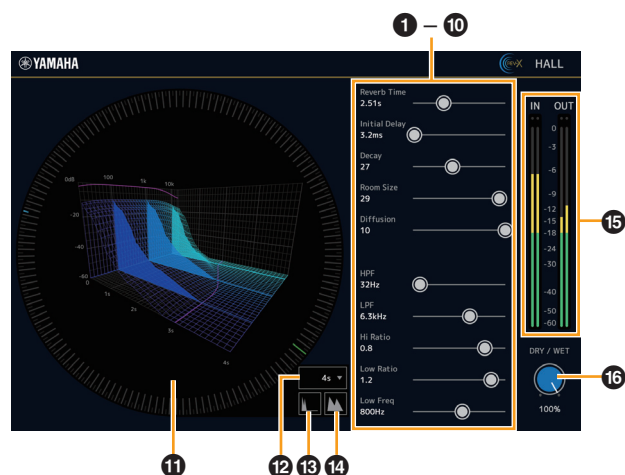 1 – 10
YAMAHA
REV-X HALL
Reverb Time
2.51s
Initial Delay
3.2ms
Decay
27
Room Size
29
Diffusion
10
HPF
32Hz
LPF
6.3kHz
Hi Ratio
0.8
Low Ratio
1.2
Low Freq
800Hz
IN OUT
0
-3
-6
-9
-12
-15
-18
-24
-30
-40
-50
-60
15
DRY / WET
100%
16
0dB 100 1k 10k
-20
-40
-60
0
1s
2s
3s
4s
4s
11
12 13 14